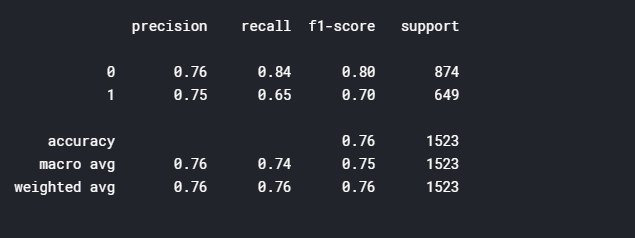 precision recall f1-score support
0 0.76 0.84 0.80 874
1 0.75 0.65 0.70 649
accuracy 0.76 1523
macro avg 0.76 0.74 0.75 1523
weighted avg 0.76 0.76 0.76 1523